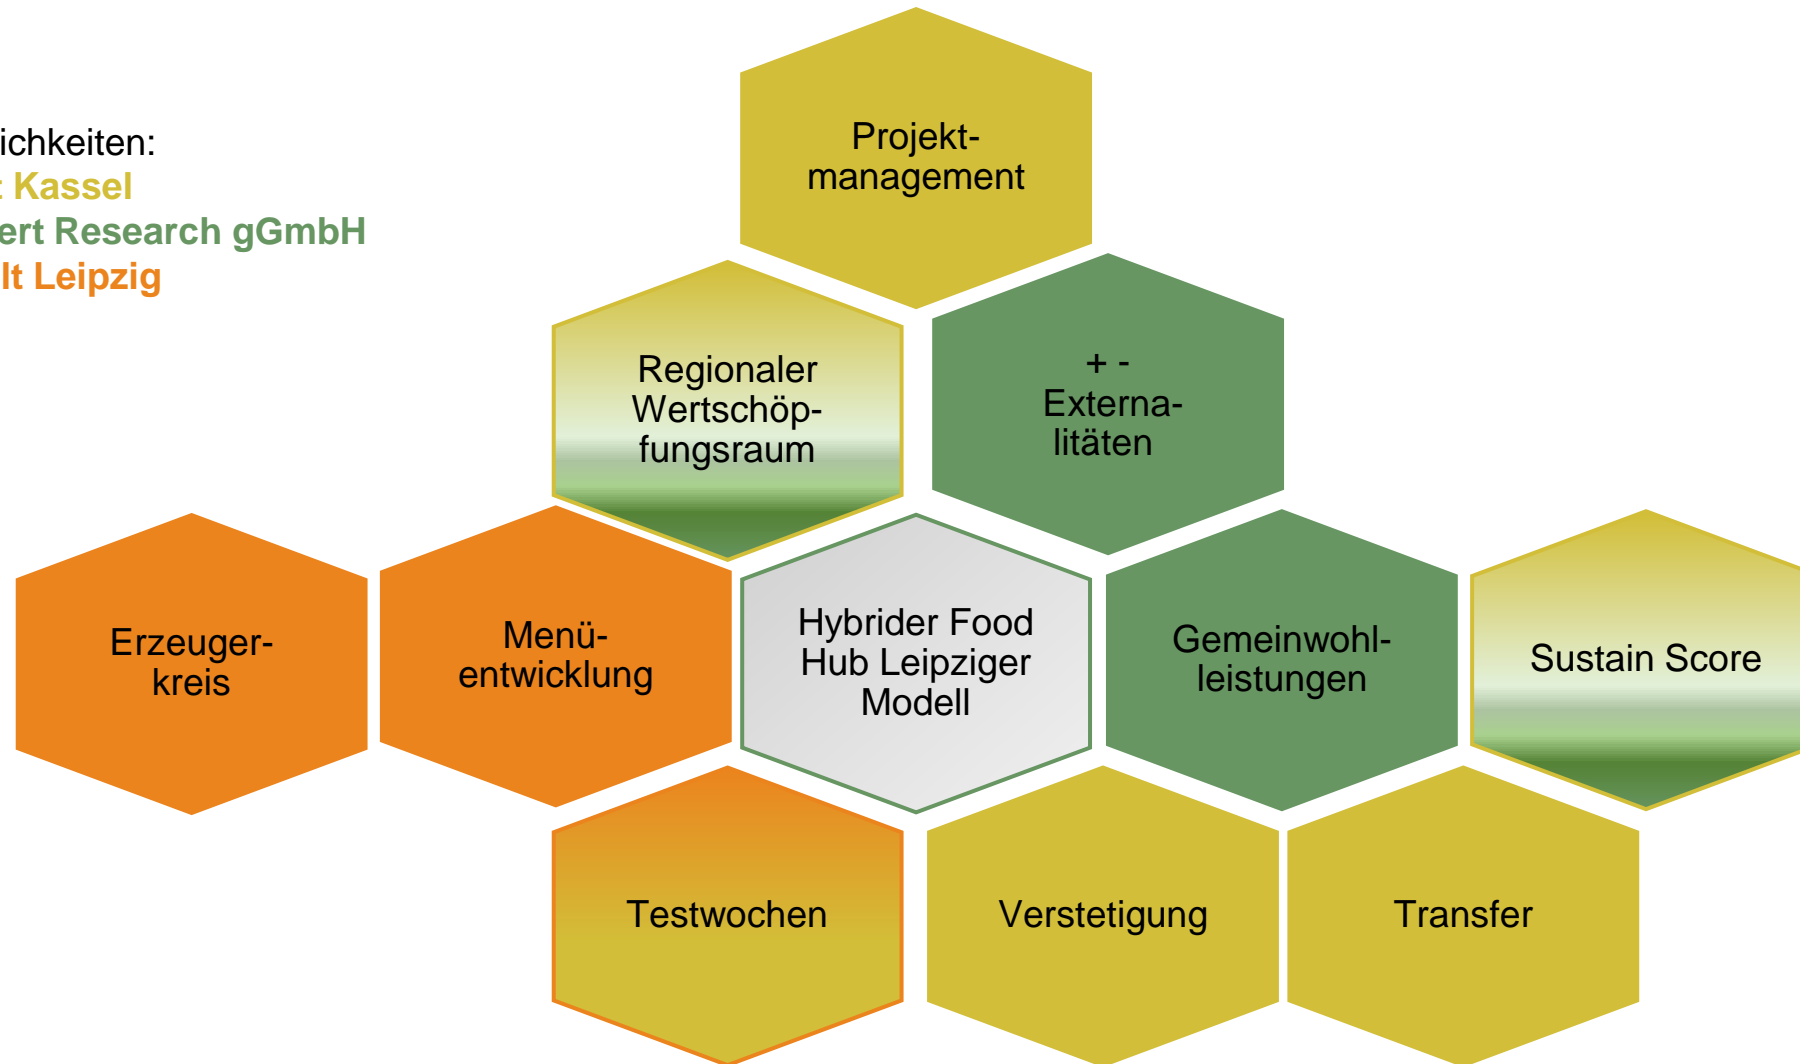 Projekt-
management
lichkeiten:
Kassel
ert Research gGmbH
lt Leipzig
Regionaler
Wertschöp-
fungsraum
+ -
Externa-
litäten
Erzeuger-
kreis
Menü-
entwicklung
Hybrider Food
Hub Leipziger
Modell
Gemeinwohl-
leistungen
Sustain Score
Testwochen
Verstetigung
Transfer